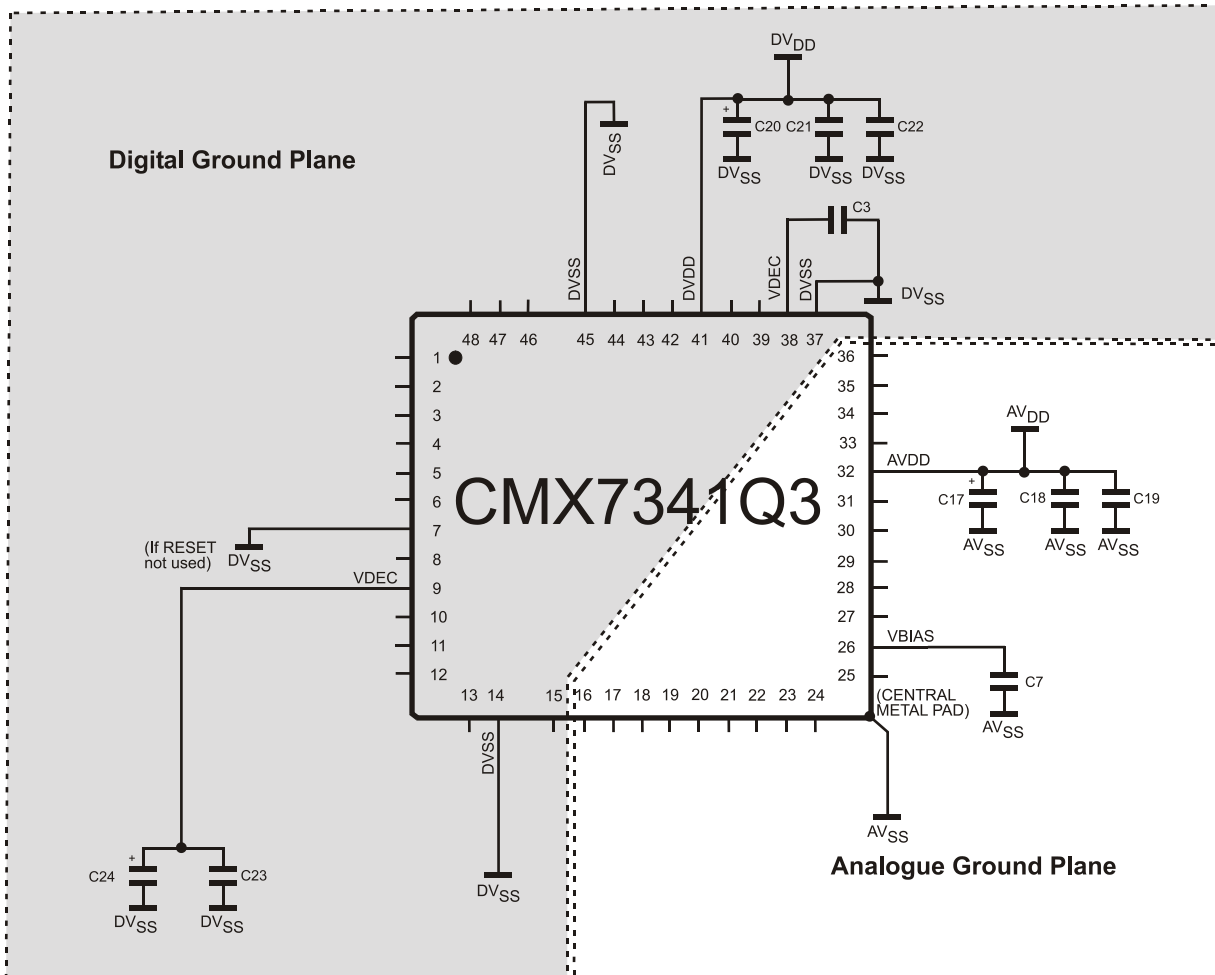 DVDD
+
C20
C21
C22
DVSS
DVSS
DVSS
DVSS
Digital Ground Plane
C3
DVSS
DVDD
VDEC
DVSS
DVSS
48 47 46 45 44 43 42 41 40 39 38 37
1
2
3
4
5
6
7
8
9
10
11
12
36
35
34
33
32
31
30
29
28
27
26
25
CMX7341Q3
AVDD
AVDD
+
C17
C18
C19
AVSS
AVSS
AVSS
(If RESET
not used)
DVSS
VDEC
VBIAS
C7
AVSS
(CENTRAL
METAL PAD)
13 14 15 16 17 18 19 20 21 22 23 24
DVSS
AVSS
Analogue Ground Plane
+
C24
C23
DVSS
DVSS
DVSS